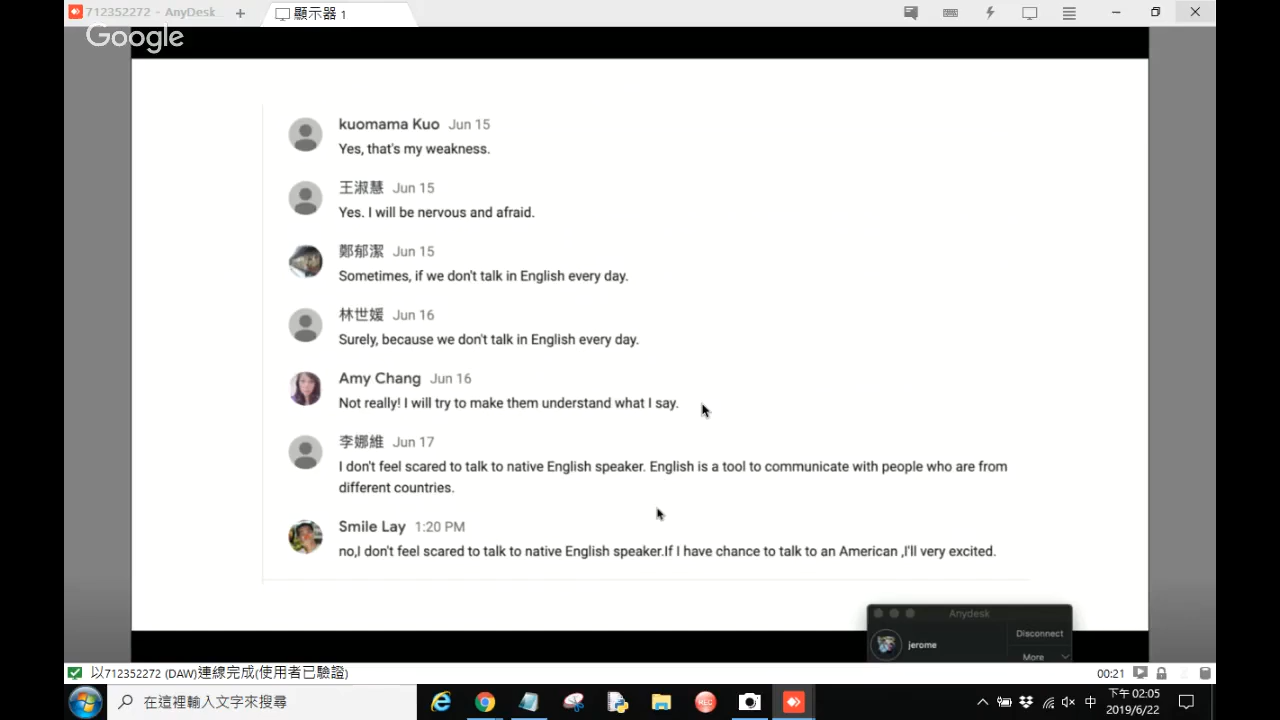 712352272 - AnyDesk
顯示器 1
Google
kuomama Kuo Jun 15
Yes, that's my weakness.
王淑慧 Jun 15
Yes. I will be nervous and afraid.
鄭郁潔 Jun 15
Sometimes, if we don't talk in English every day.
林世媛 Jun 16
Surely, because we don't talk in English every day.
Amy Chang Jun 16
Not really! I will try to make them understand what I say.
李娜維 Jun 17
I don't feel scared to talk to native English speaker. English is a tool to communicate with people who are from
different countries.
Smile Lay 1:20 PM
no,I don't feel scared to talk to native English speaker.If I have chance to talk to an American ,I'll very excited.
Anydesk
jerome
Disconnect
More
以712352272 (DAW)連線完成(使用者已驗證)
00:21
在這裡輸入文字來搜尋
REC
中
下午 02:05
2019/6/22